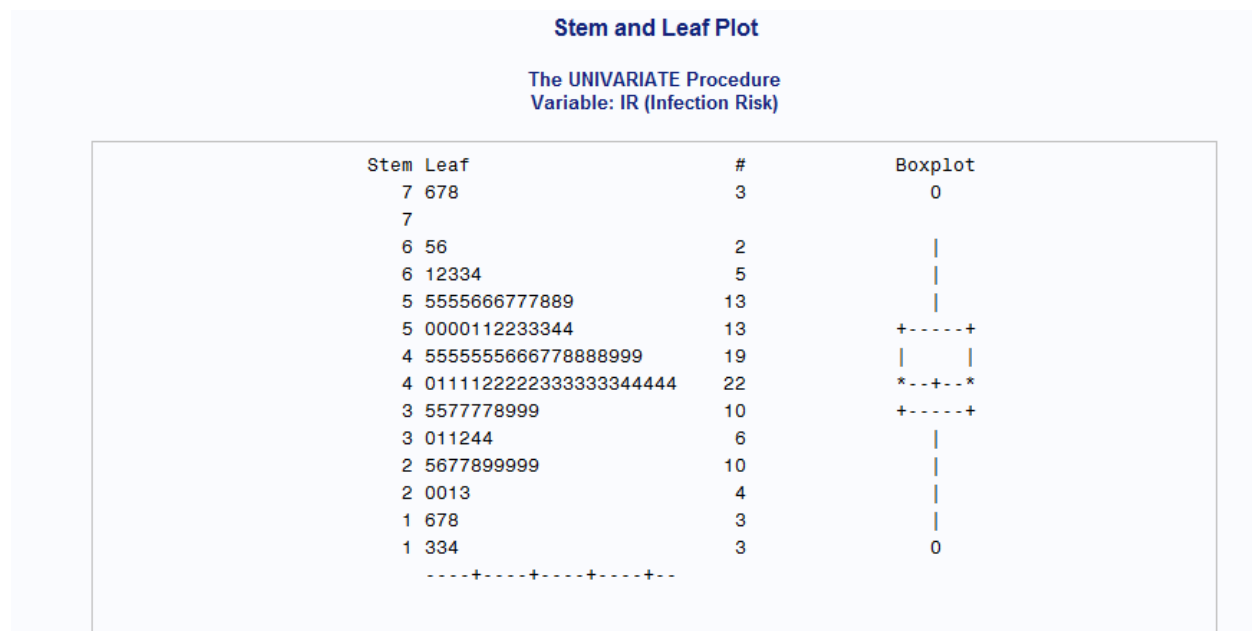 Stem and Leaf Plot
The UNIVARIATE Procedure
Variable: IR (Infection Risk)
Stem Leaf # Boxplot
7 678 3 0
7
6 56 2 |
6 12334 5 |
5 5555666777889 13 |
5 0000112233344 13 +-----+
4 5555555666778888999 19 | |
4 0111122222333333344444 22 *--+--*
3 5577778999 10 +-----+
3 011244 6 |
2 5677899999 10 |
2 0013 4 |
1 678 3 |
1 334 3 0
----+----+----+----+--